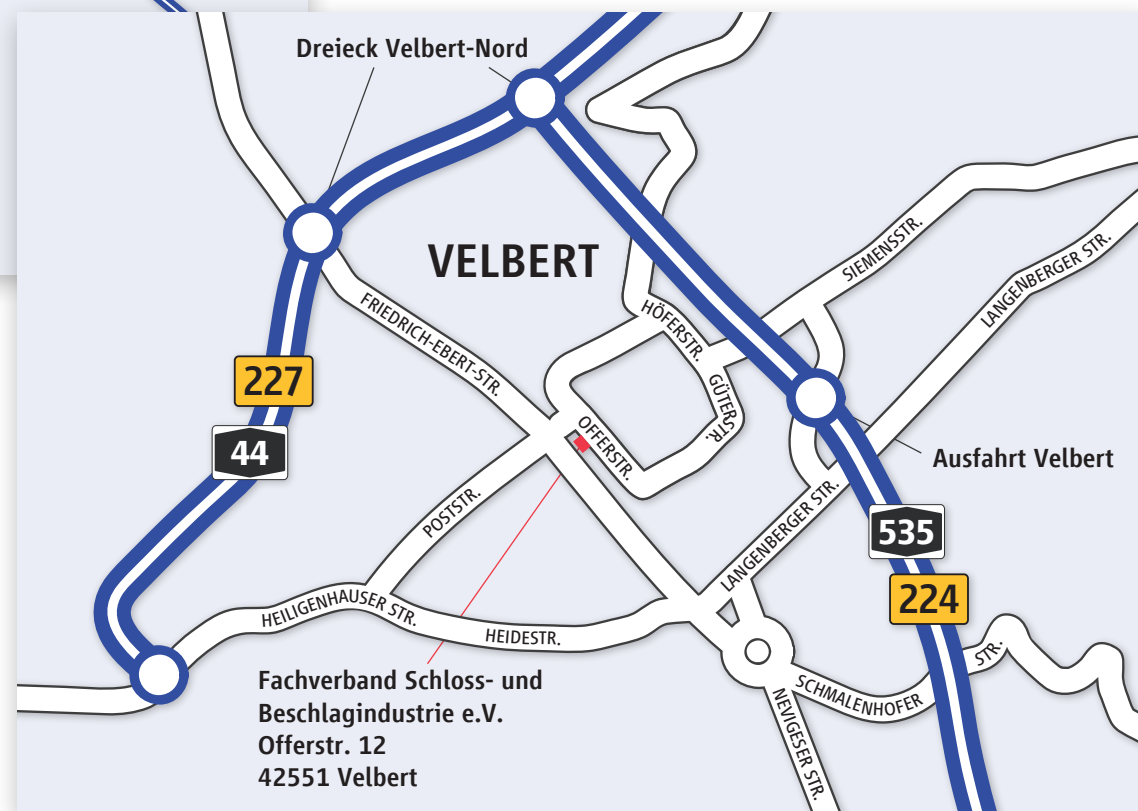 Dreieck Velbert-Nord
VELBERT
SIEMENSSTR.
LANGENBERGER STR.
HÖFERSTR.
FRIEDRICH-EBERT-STR.
GÜTERSTR.
227
OFFERSTR.
44
Ausfahrt Velbert
POSTSTR.
LANGENBERGER STR.
535
224
HEILIGENHAUSER STR.
HEIDESTR.
SCHMALENHOFER STR.
NEVIGESER STR.
Fachverband Schloss- und
Beschlagindustrie e.V.
Offerstr. 12
42551 Velbert